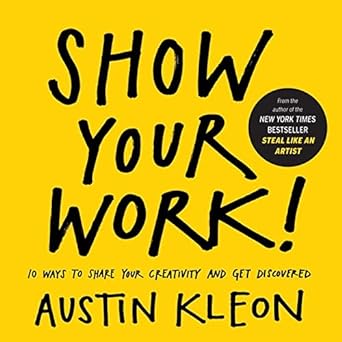 SHOW
YOUR
WORK!
From the
author of the
NEW YORK TIMES
BESTSELLER
STEAL LIKE AN
ARTIST
10 WAYS TO SHARE YOUR CREATIVITY AND GET DISCOVERED
AUSTIN KLEON